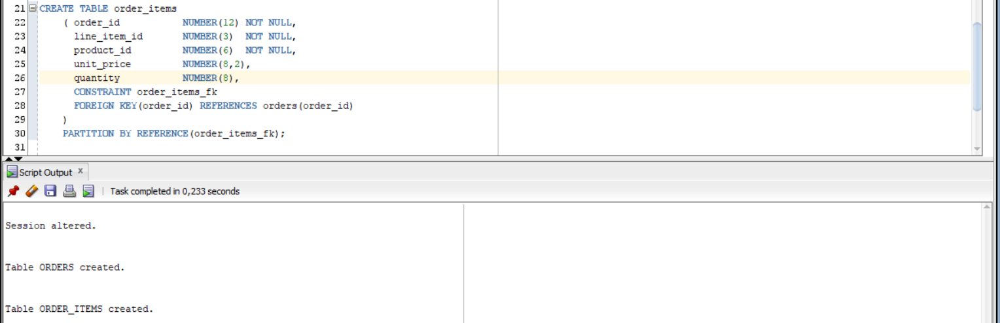 21 CREATE TABLE order_items
22 ( order_id NUMBER(12) NOT NULL,
23 line_item_id NUMBER(3) NOT NULL,
24 product_id NUMBER(6) NOT NULL,
25 unit_price NUMBER(8,2),
26 quantity NUMBER(8),
27 CONSTRAINT order_items_fk
28 FOREIGN KEY(order_id) REFERENCES orders(order_id)
29 )
30 PARTITION BY REFERENCE(order_items_fk);
31
Script Output x
Task completed in 0,233 seconds
Session altered.
Table ORDERS created.
Table ORDER_ITEMS created.